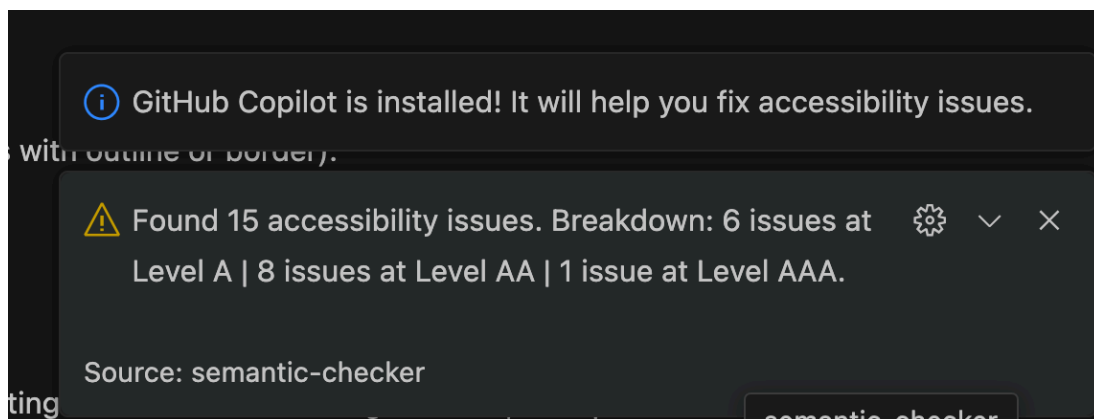 GitHub Copilot is installed! It will help you fix accessibility issues.
s with outline or border).
Found 15 accessibility issues. Breakdown: 6 issues at
Level A | 8 issues at Level AA | 1 issue at Level AAA.
Source: semantic-checker
ting
semantic-checker